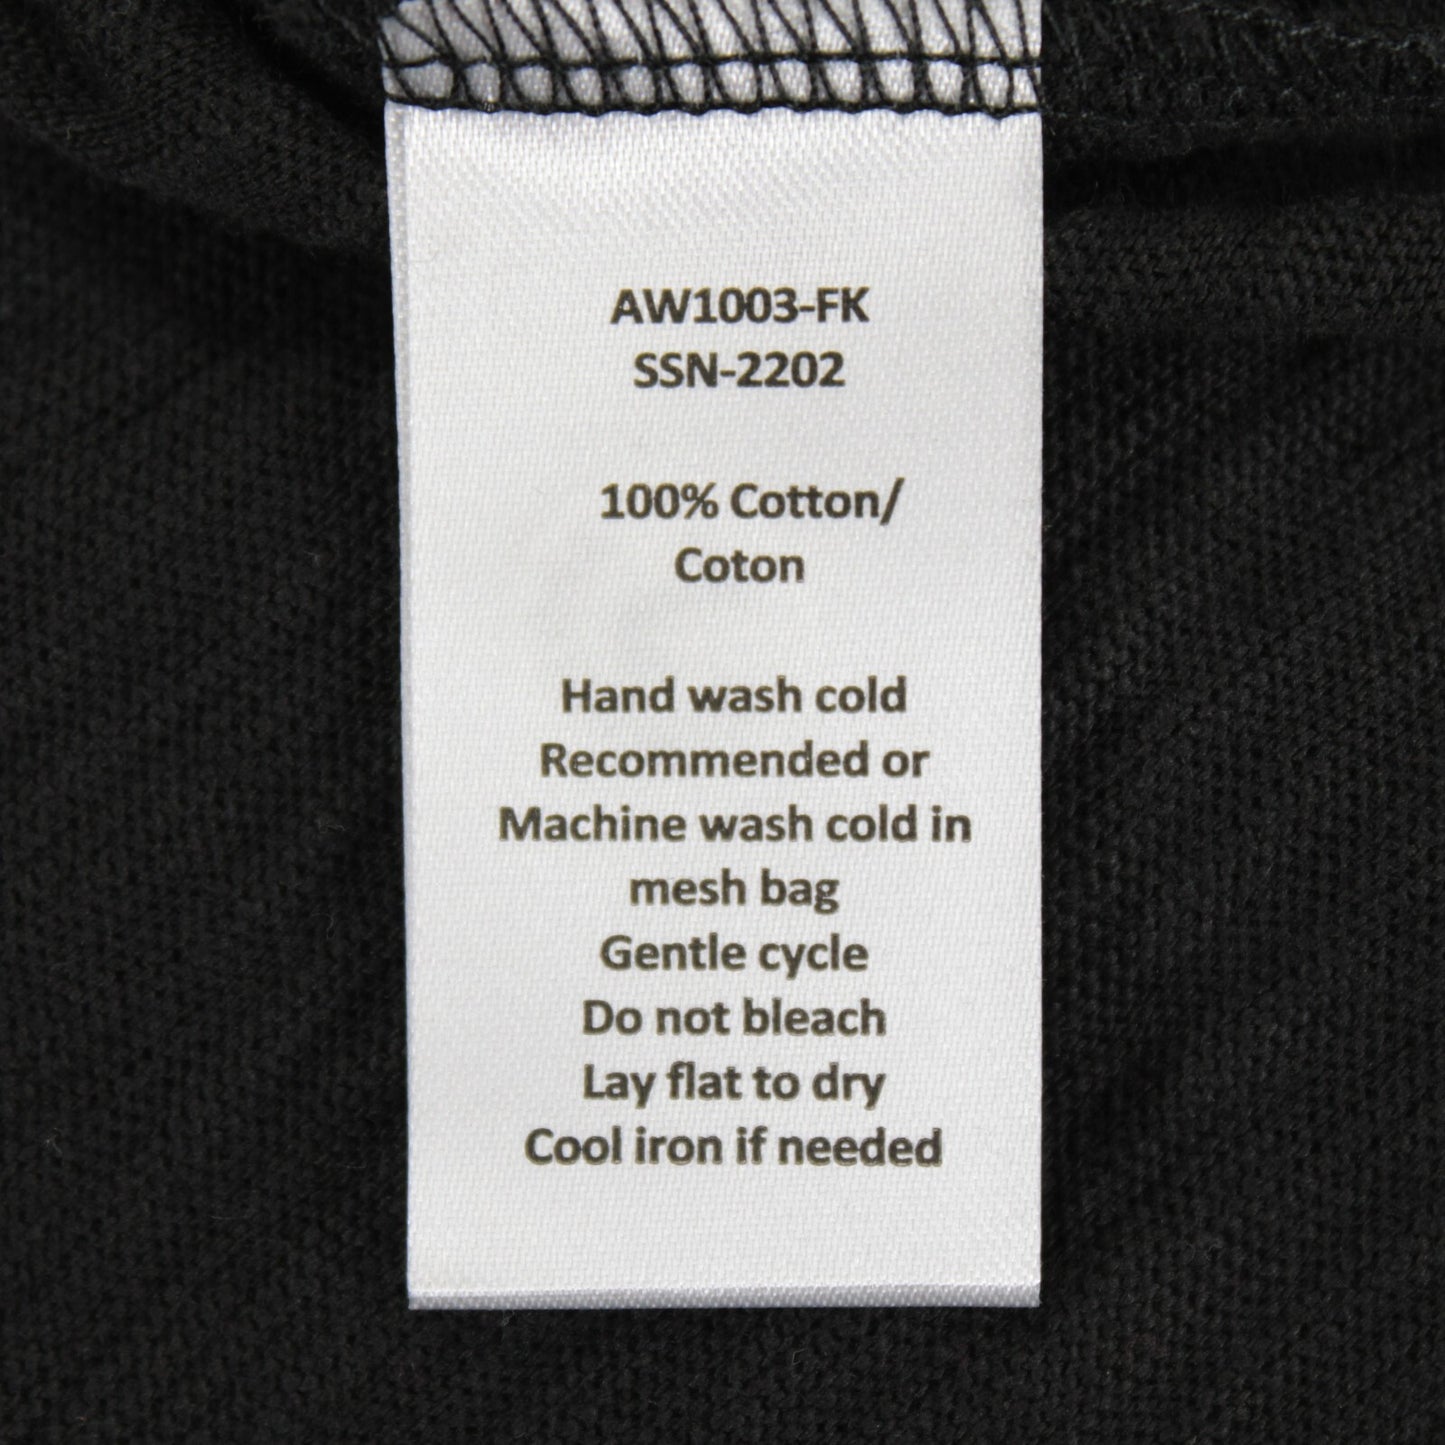 AW1003-FK
SSN-2202
100% Cotton/
Coton
Hand wash cold
Recommended or
Machine wash cold in
mesh bag
Gentle cycle
Do not bleach
Lay flat to dry
Cool iron if needed